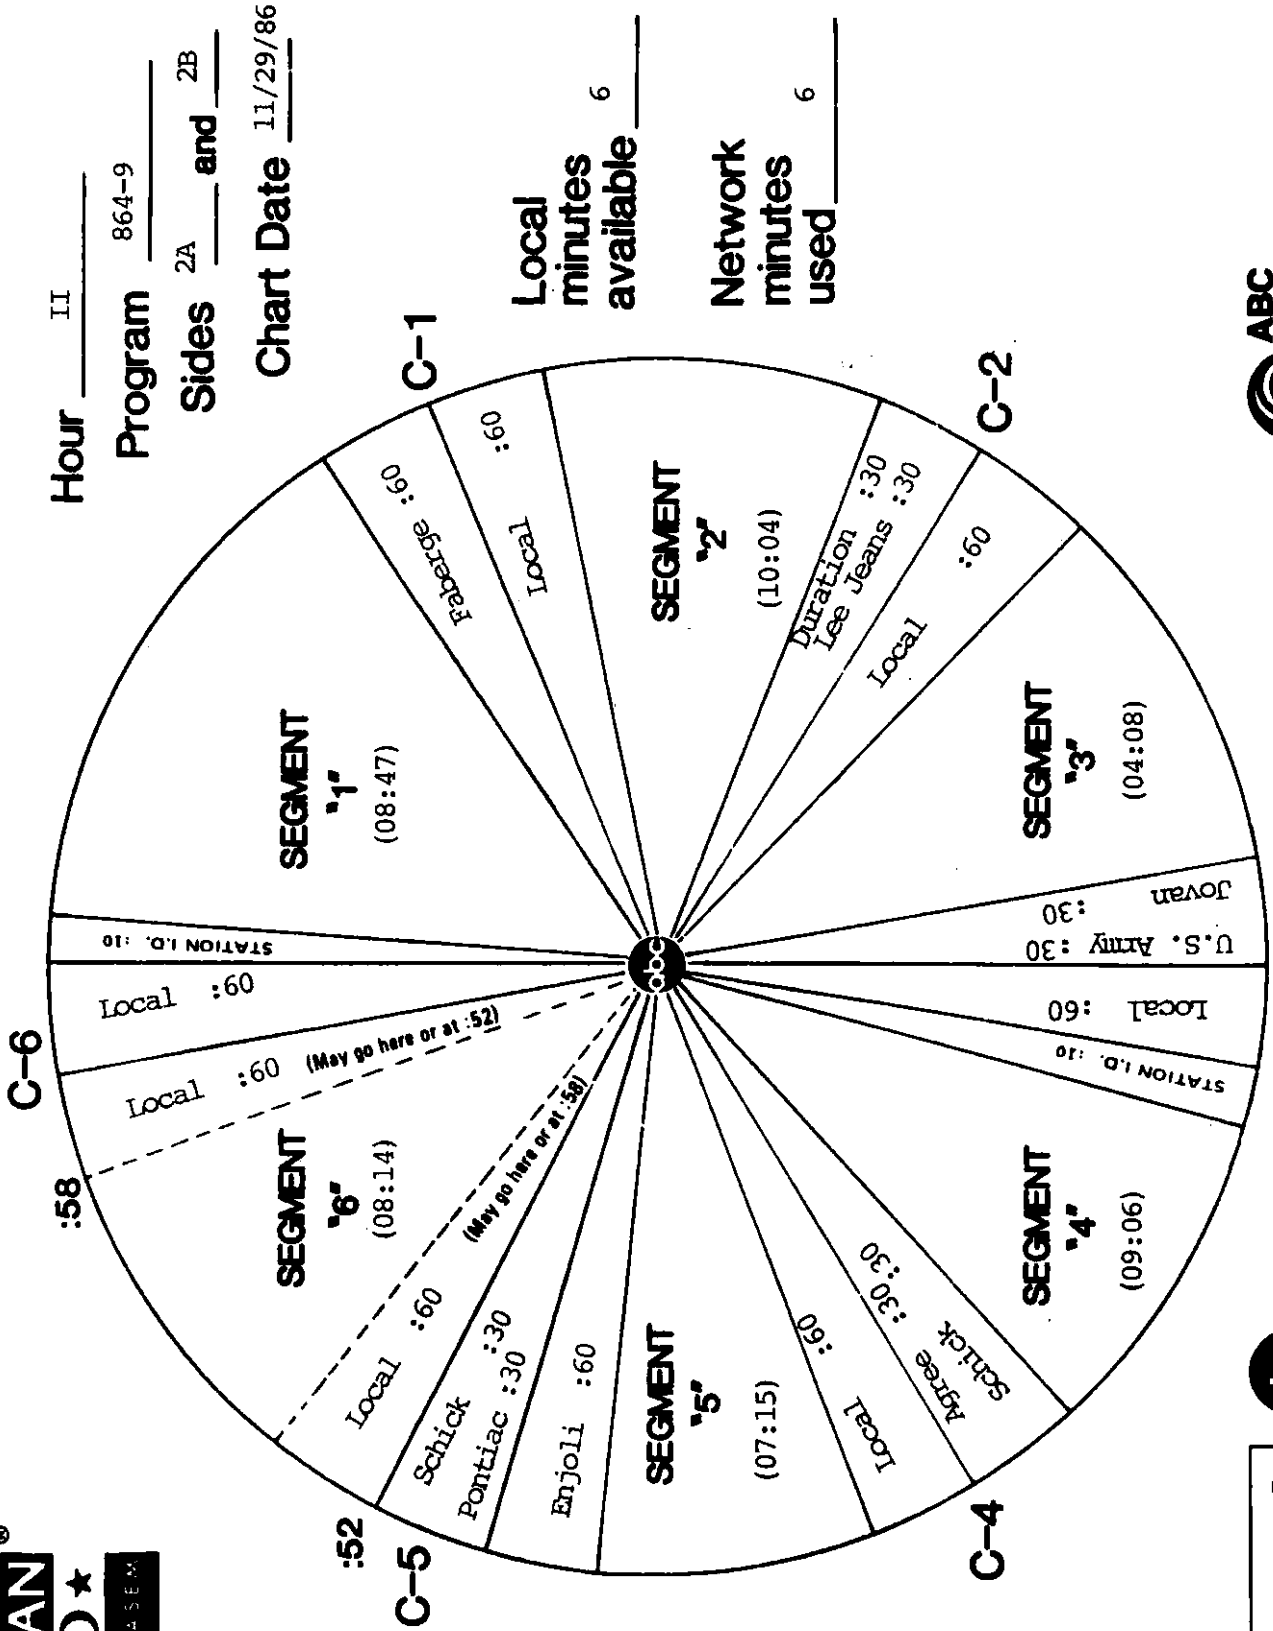 AN®
ASEM
Hour II
Program 864-9
Sides 2A and 2B
Chart Date 11/29/86
Local
minutes
available 6
Network
minutes
used 6
SEGMENT
"1"
(08:47)
C-1
Faberge :60
Local :60
SEGMENT
"2"
(10:04)
C-2
Duration :30
Lee Jeans :30
Local :60
SEGMENT
"3"
(04:08)
Jovan :30
U.S. Army :30
Local :60
STATION I.D. :10
SEGMENT
"4"
(09:06)
C-4
Schick :30
Agree :30
Local :60
SEGMENT
"5"
(07:15)
Enjoli :60
C-5
Pontiac :30
Schick :30
:52
Local :60
(May go here or at :58)
SEGMENT
"6"
(08:14)
:58
Local :60 (May go here or at :52)
C-6
Local :60
STATION I.D. :10
abc
ABC